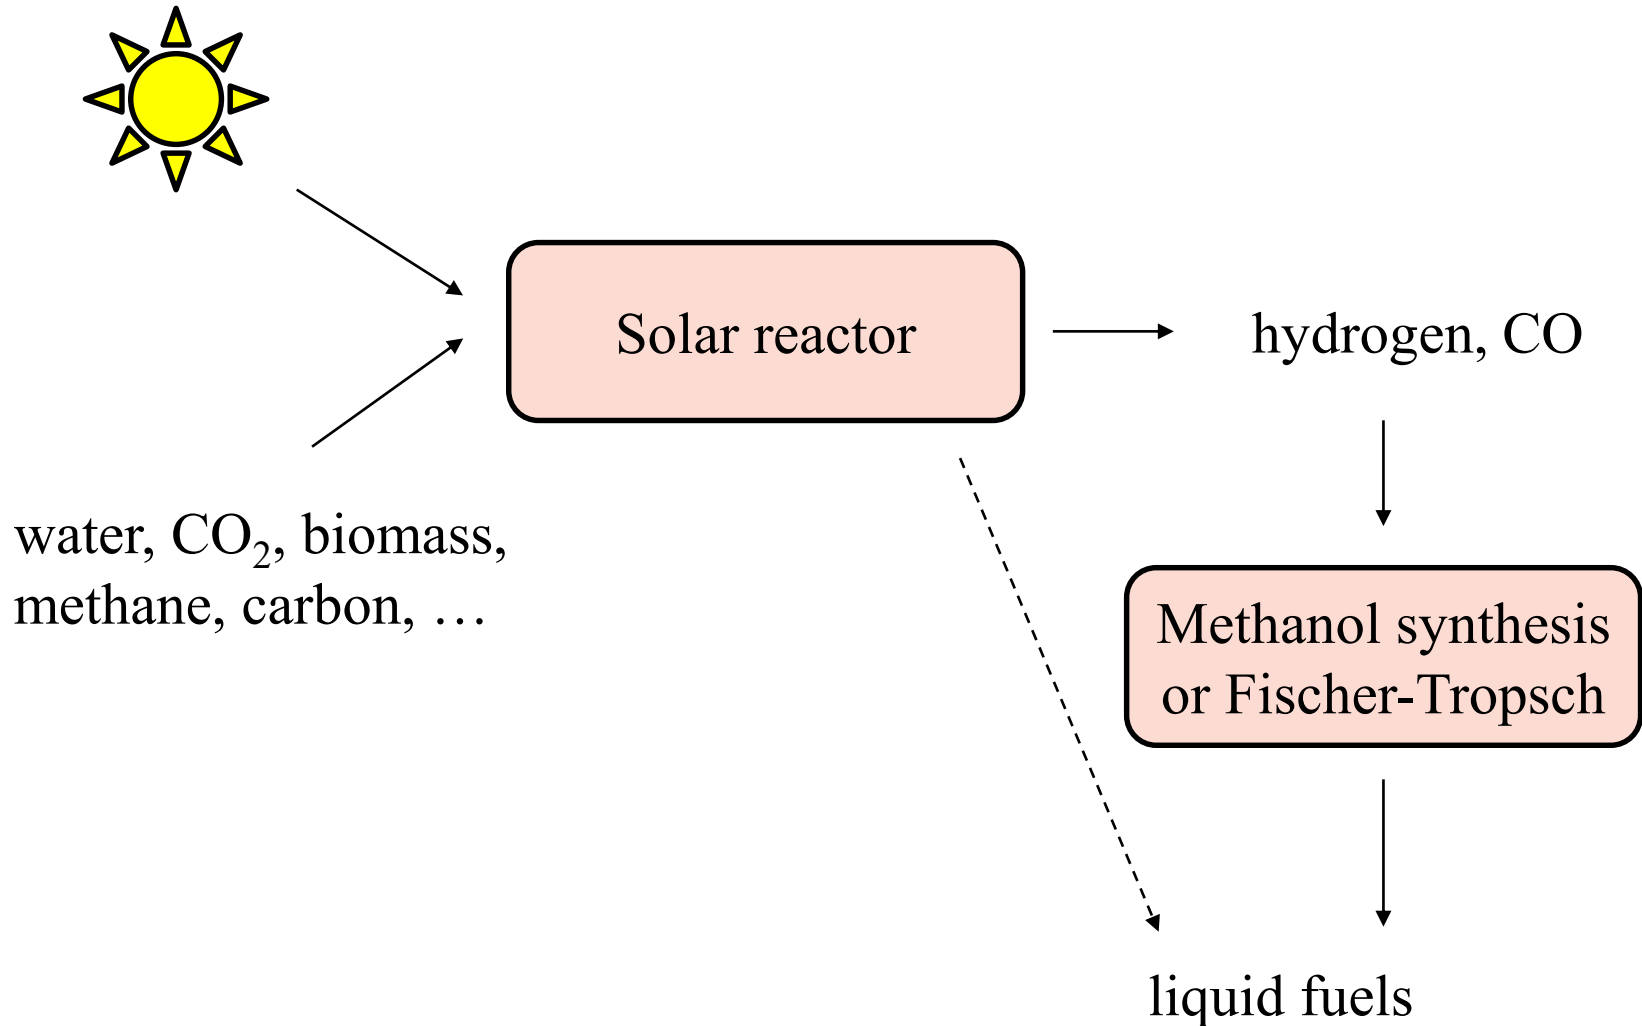 Solar reactor
hydrogen, CO
water, CO₂, biomass,
methane, carbon, …
Methanol synthesis
or Fischer-Tropsch
liquid fuels